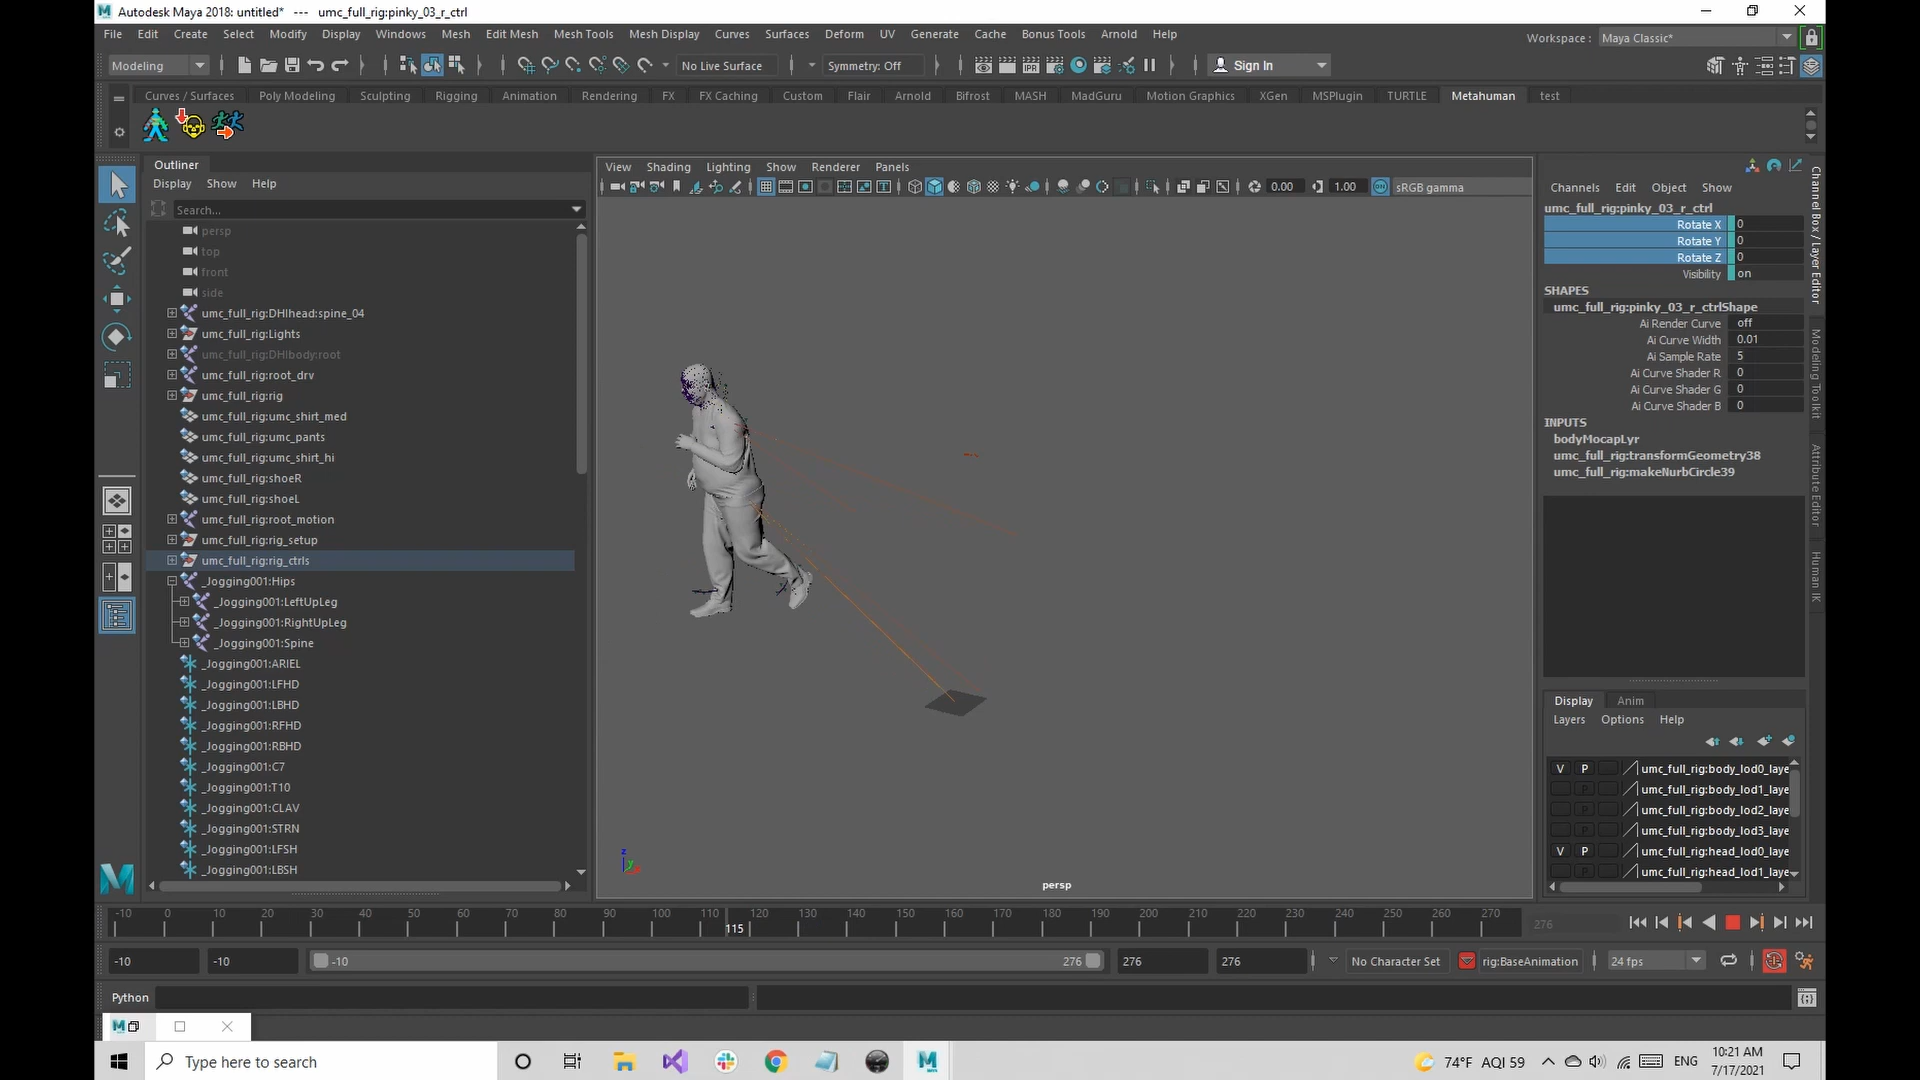 Autodesk Maya 2018: untitled* --- umc_full_rig:pinky_03_r_ctrl
File Edit Create Select Modify Display Windows Mesh Edit Mesh Mesh Tools Mesh Display Curves Surfaces Deform UV Generate Cache Bonus Tools Arnold Help
Workspace : Maya Classic*
Modeling No Live Surface Symmetry: Off Sign In
Curves / Surfaces Poly Modeling Sculpting Rigging Animation Rendering FX FX Caching Custom Flair Arnold Bifrost MASH MadGuru Motion Graphics XGen MSPlugin TURTLE Metahuman test
Outliner
Display Show Help
Search...
persp
top
front
side
umc_full_rig:DHIhead:spine_04
umc_full_rig:Lights
umc_full_rig:DHIbody:root
umc_full_rig:root_drv
umc_full_rig:rig
umc_full_rig:umc_shirt_med
umc_full_rig:umc_pants
umc_full_rig:umc_shirt_hi
umc_full_rig:shoeR
umc_full_rig:shoeL
umc_full_rig:root_motion
umc_full_rig:rig_setup
umc_full_rig:rig_ctrls
_Jogging001:Hips
_Jogging001:LeftUpLeg
_Jogging001:RightUpLeg
_Jogging001:Spine
_Jogging001:ARIEL
_Jogging001:LFHD
_Jogging001:LBHD
_Jogging001:RFHD
_Jogging001:RBHD
_Jogging001:C7
_Jogging001:T10
_Jogging001:CLAV
_Jogging001:STRN
_Jogging001:LFSH
_Jogging001:LBSH
View Shading Lighting Show Renderer Panels
0.00 1.00 sRGB gamma
persp
Channels Edit Object Show
umc_full_rig:pinky_03_r_ctrl
Rotate X 0
Rotate Y 0
Rotate Z 0
Visibility on
SHAPES
umc_full_rig:pinky_03_r_ctrlShape
Ai Render Curve off
Ai Curve Width 0.01
Ai Sample Rate 5
Ai Curve Shader R 0
Ai Curve Shader G 0
Ai Curve Shader B 0
INPUTS
bodyMocapLyr
umc_full_rig:transformGeometry38
umc_full_rig:makeNurbCircle39
Channel Box / Layer Editor
Modeling Toolkit
Attribute Editor
Human IK
Display Anim
Layers Options Help
V P umc_full_rig:body_lod0_laye
P umc_full_rig:body_lod1_laye
P umc_full_rig:body_lod2_laye
P umc_full_rig:body_lod3_laye
V P umc_full_rig:head_lod0_laye
P umc_full_rig:head_lod1_laye
-10 0 10 20 30 40 50 60 70 80 90 100 110 120 130 140 150 160 170 180 190 200 210 220 230 240 250 260 270
115
276
-10 -10 -10 276 276 276 No Character Set rig:BaseAnimation 24 fps
Python
Type here to search
74°F AQI 59 ENG
10:21 AM
7/17/2021